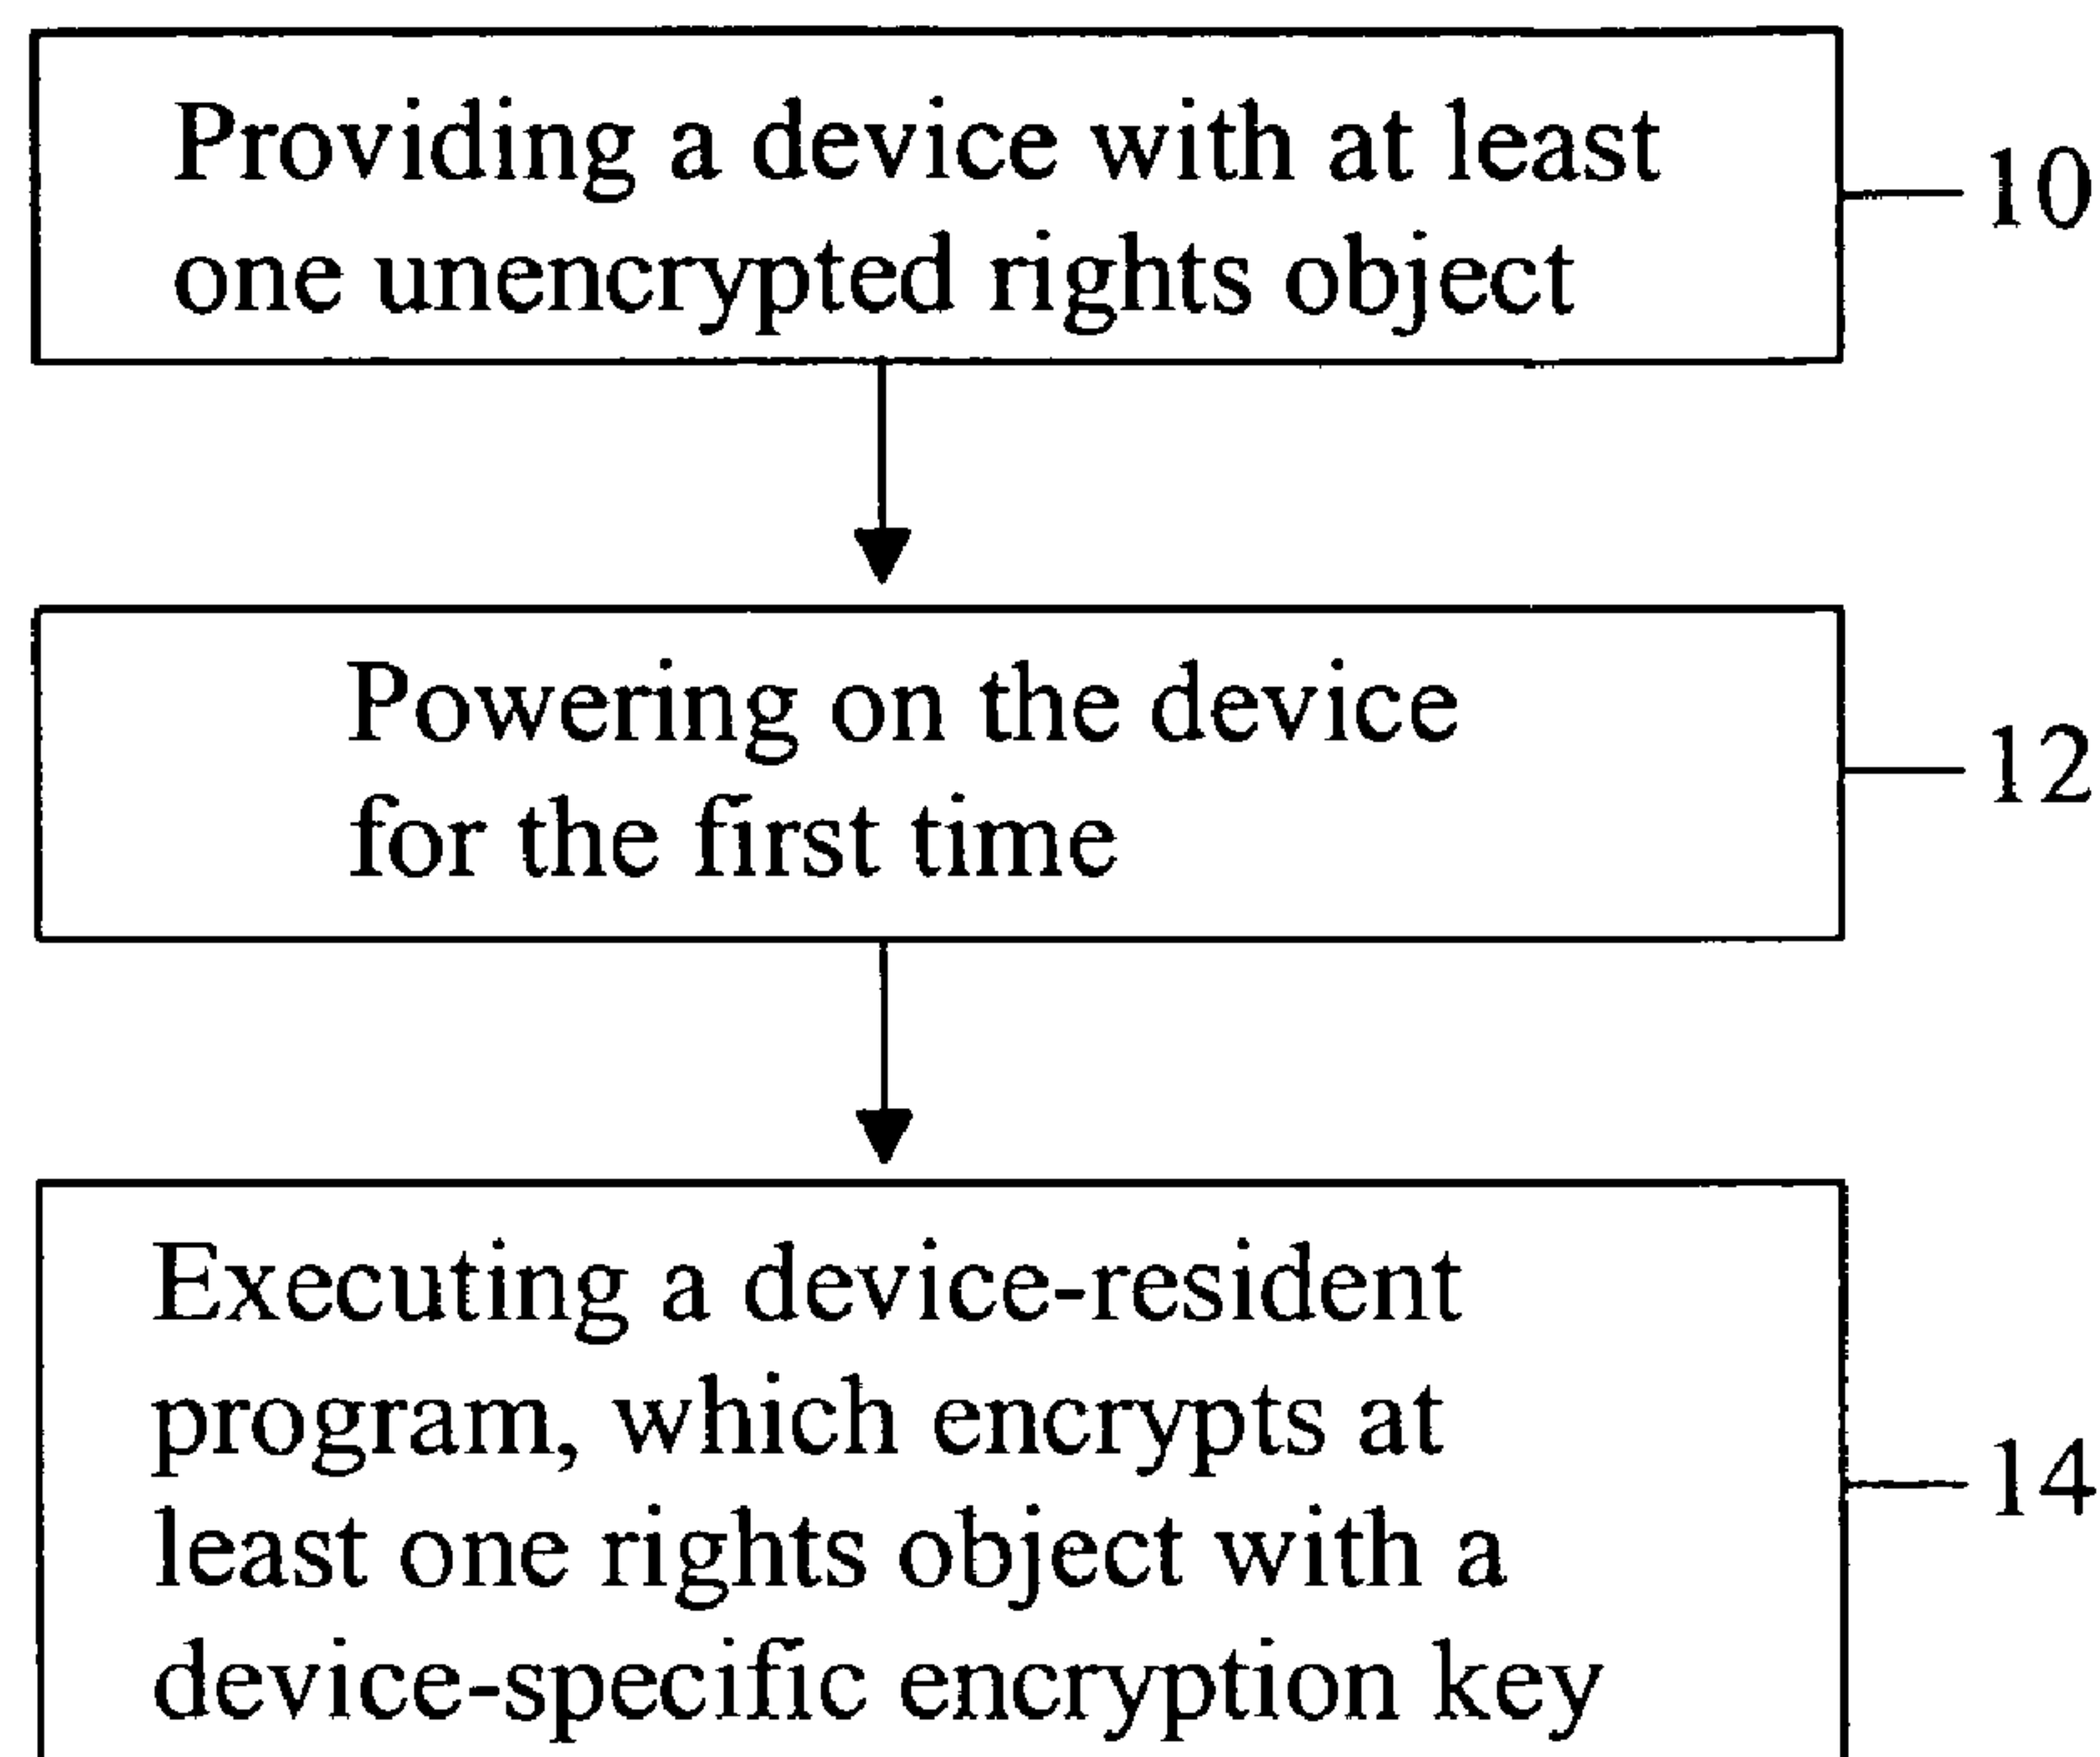 Providing a device with at least
one unencrypted rights object
10
Powering on the device
for the first time
12
Executing a device-resident
program, which encrypts at
least one rights object with a
device-specific encryption key
14